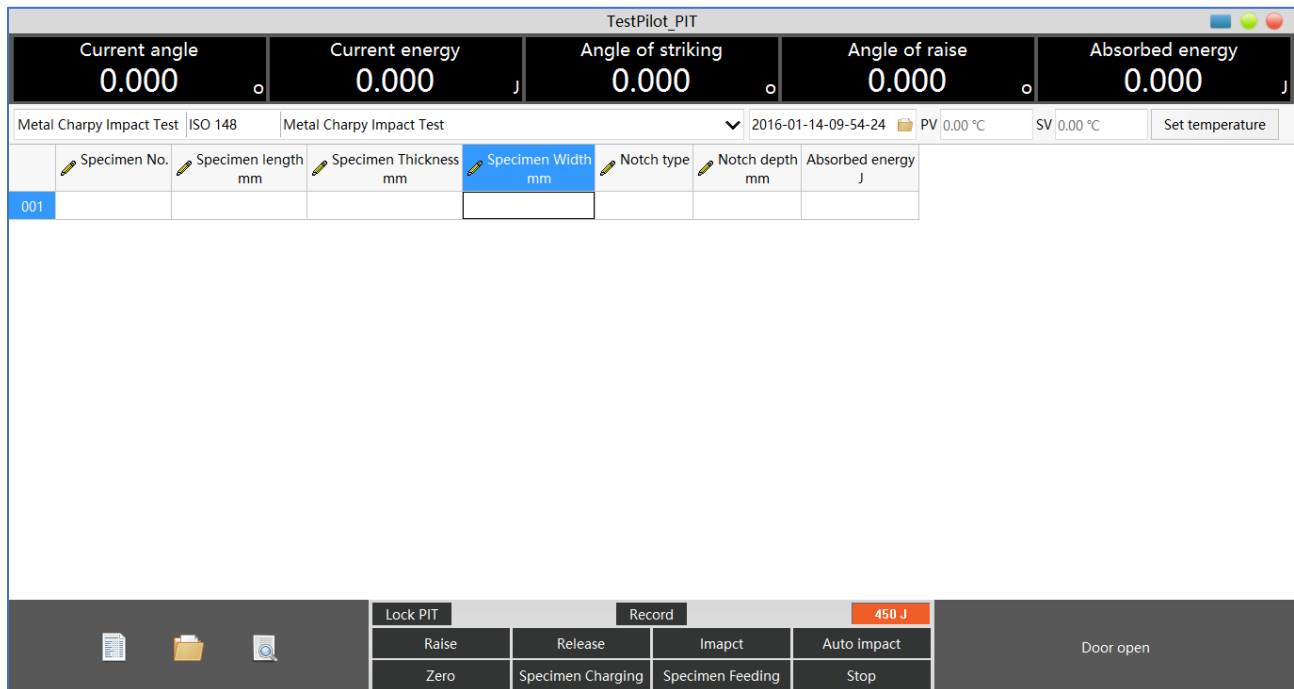 TestPilot_PIT
Current angle Current energy Angle of striking Angle of raise Absorbed energy
0.000 o 0.000 J 0.000 o 0.000 o 0.000 J
Metal Charpy Impact Test ISO 148 Metal Charpy Impact Test 2016-01-14-09-54-24 PV 0.00 ℃ SV 0.00 ℃ Set temperature
Specimen No. Specimen length Specimen Thickness Specimen Width Notch type Notch depth Absorbed energy
mm mm mm mm J
001
Lock PIT Record 450 J
Raise Release Imapct Auto impact
Door open
Zero Specimen Charging Specimen Feeding Stop